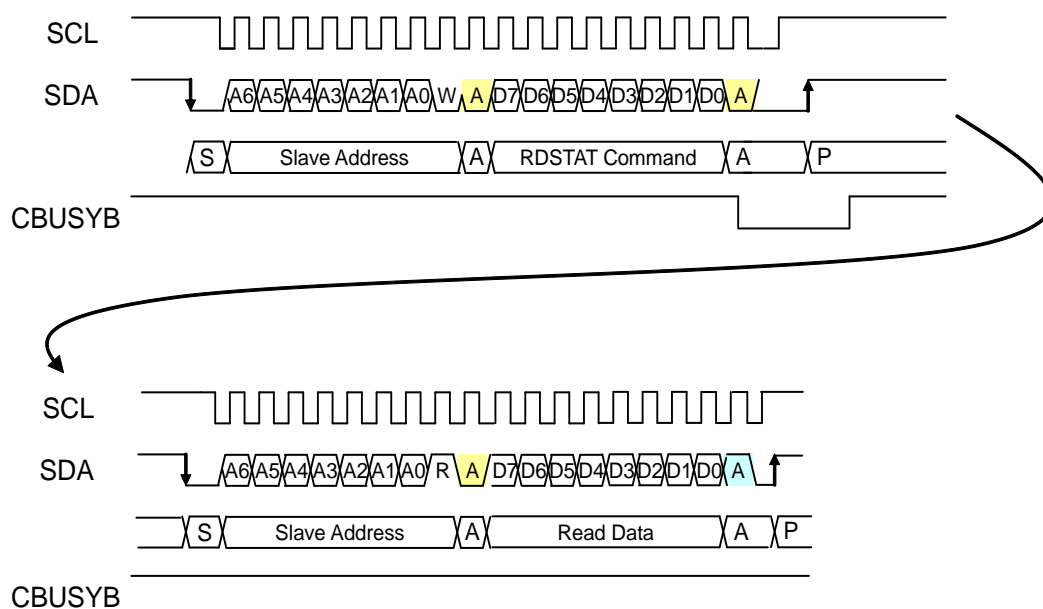 SCL
SDA A6 A5 A4 A3 A2 A1 A0 W A D7 D6 D5 D4 D3 D2 D1 D0 A
S Slave Address A RDSTAT Command A P
CBUSYB
SCL
SDA A6 A5 A4 A3 A2 A1 A0 R A D7 D6 D5 D4 D3 D2 D1 D0 A
S Slave Address A Read Data A P
CBUSYB